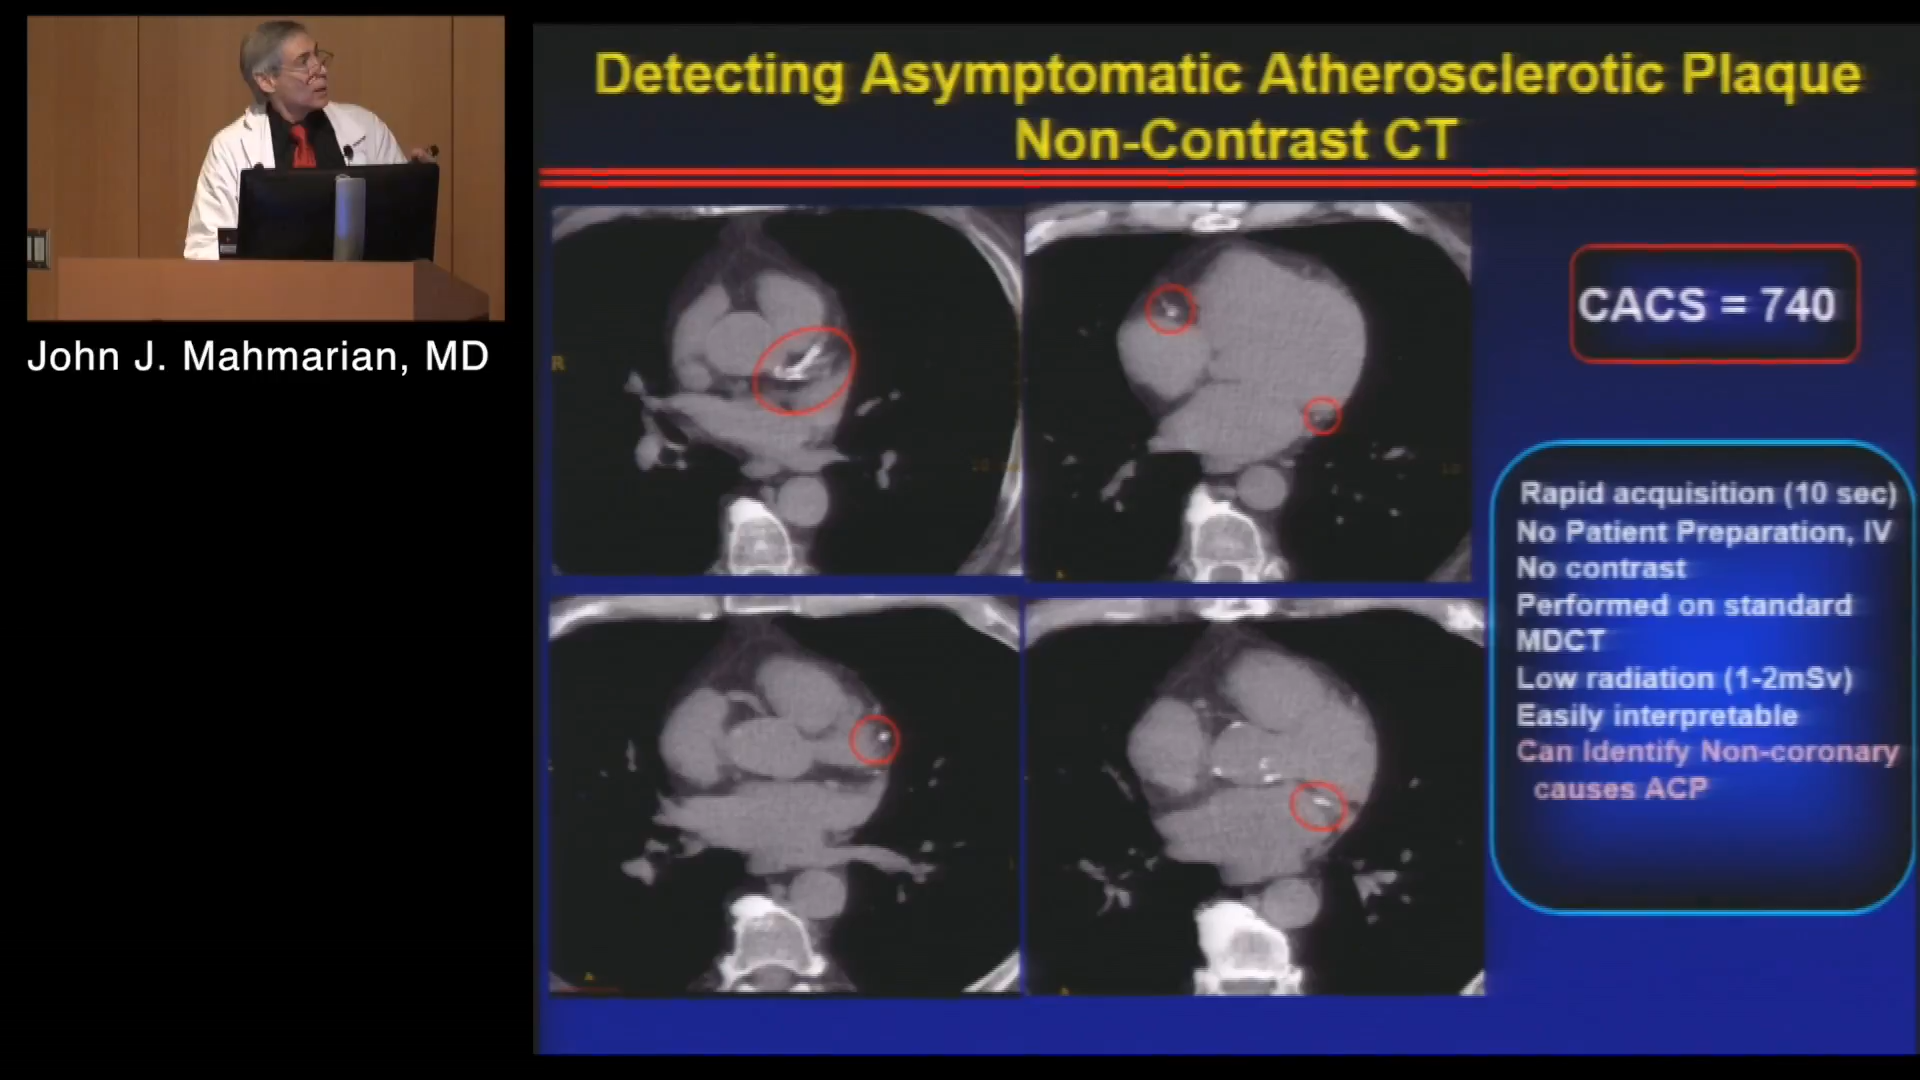 Detecting Asymptomatic Atherosclerotic Plaque
Non-Contrast CT
John J. Mahmarian, MD
R
CACS = 740
Rapid acquisition (10 sec)
No Patient Preparation, IV
No contrast
Performed on standard
MDCT
Low radiation (1-2mSv)
Easily interpretable
Can Identify Non-coronary
causes ACP